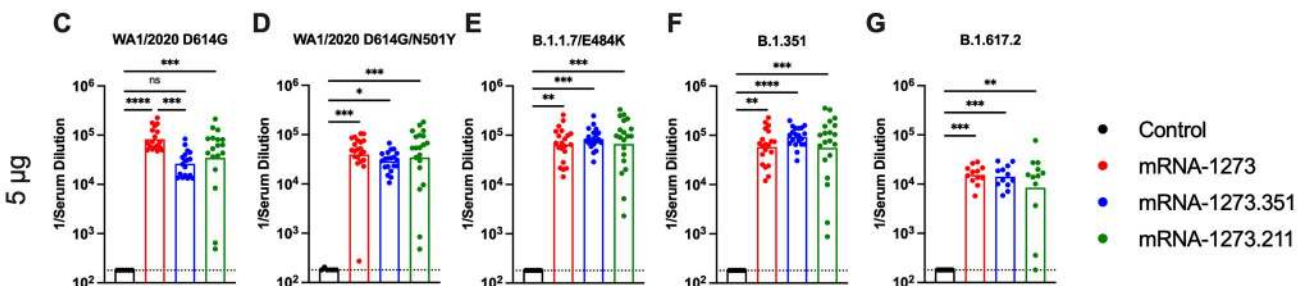 C
WA1/2020 D614G
1/Serum Dilution
10⁶
10⁵
10⁴
10³
10²
***
ns
**** ***
D
WA1/2020 D614G/N501Y
1/Serum Dilution
10⁶
10⁵
10⁴
10³
10²
***
*
***
E
B.1.1.7/E484K
1/Serum Dilution
10⁶
10⁵
10⁴
10³
10²
***
***
**
F
B.1.351
1/Serum Dilution
10⁶
10⁵
10⁴
10³
10²
***
****
**
G
B.1.617.2
1/Serum Dilution
10⁶
10⁵
10⁴
10³
10²
**
***
***
5 µg
Control
mRNA-1273
mRNA-1273.351
mRNA-1273.211